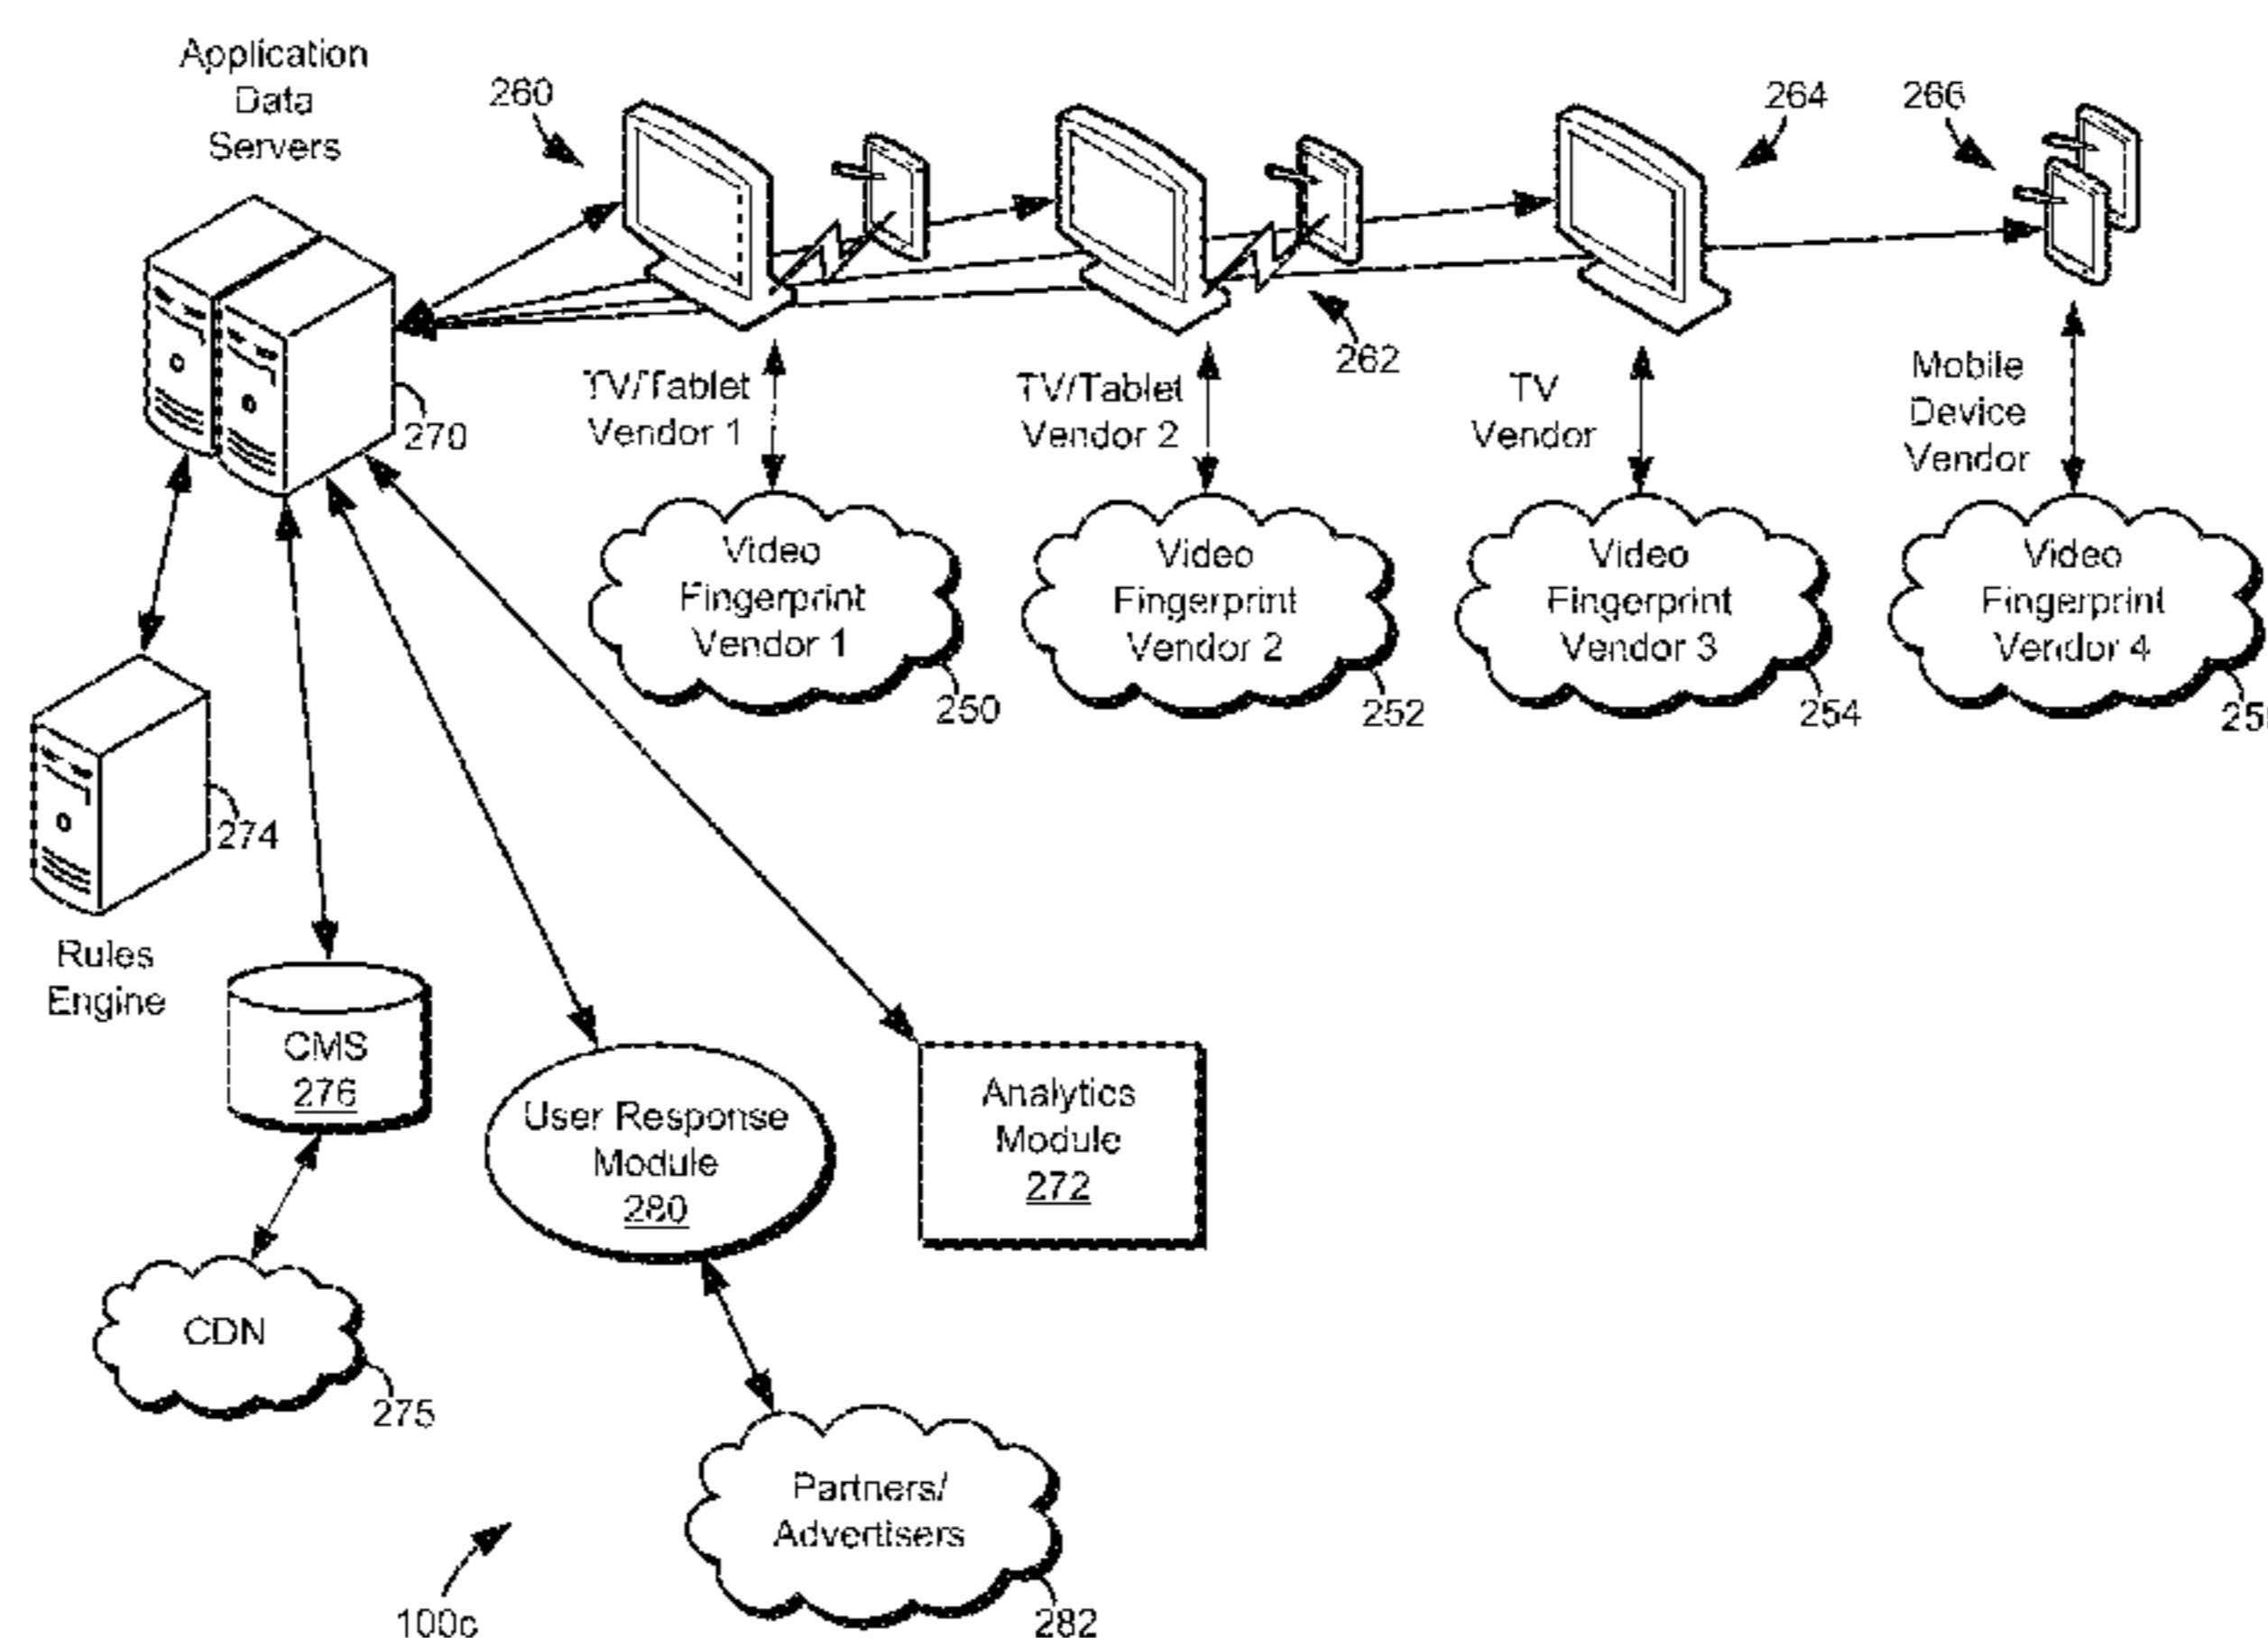 Application
Data
Servers
260
264
266
262
270
TV/Tablet
Vendor 1
TV/Tablet
Vendor 2
TV
Vendor
Mobile
Device
Vendor
Video
Fingerprint
Vendor 1
250
Video
Fingerprint
Vendor 2
252
Video
Fingerprint
Vendor 3
254
Video
Fingerprint
Vendor 4
274
Rules
Engine
CMS
276
User Response
Module
280
Analytics
Module
272
CDN
275
Partners/
Advertisers
282
100c